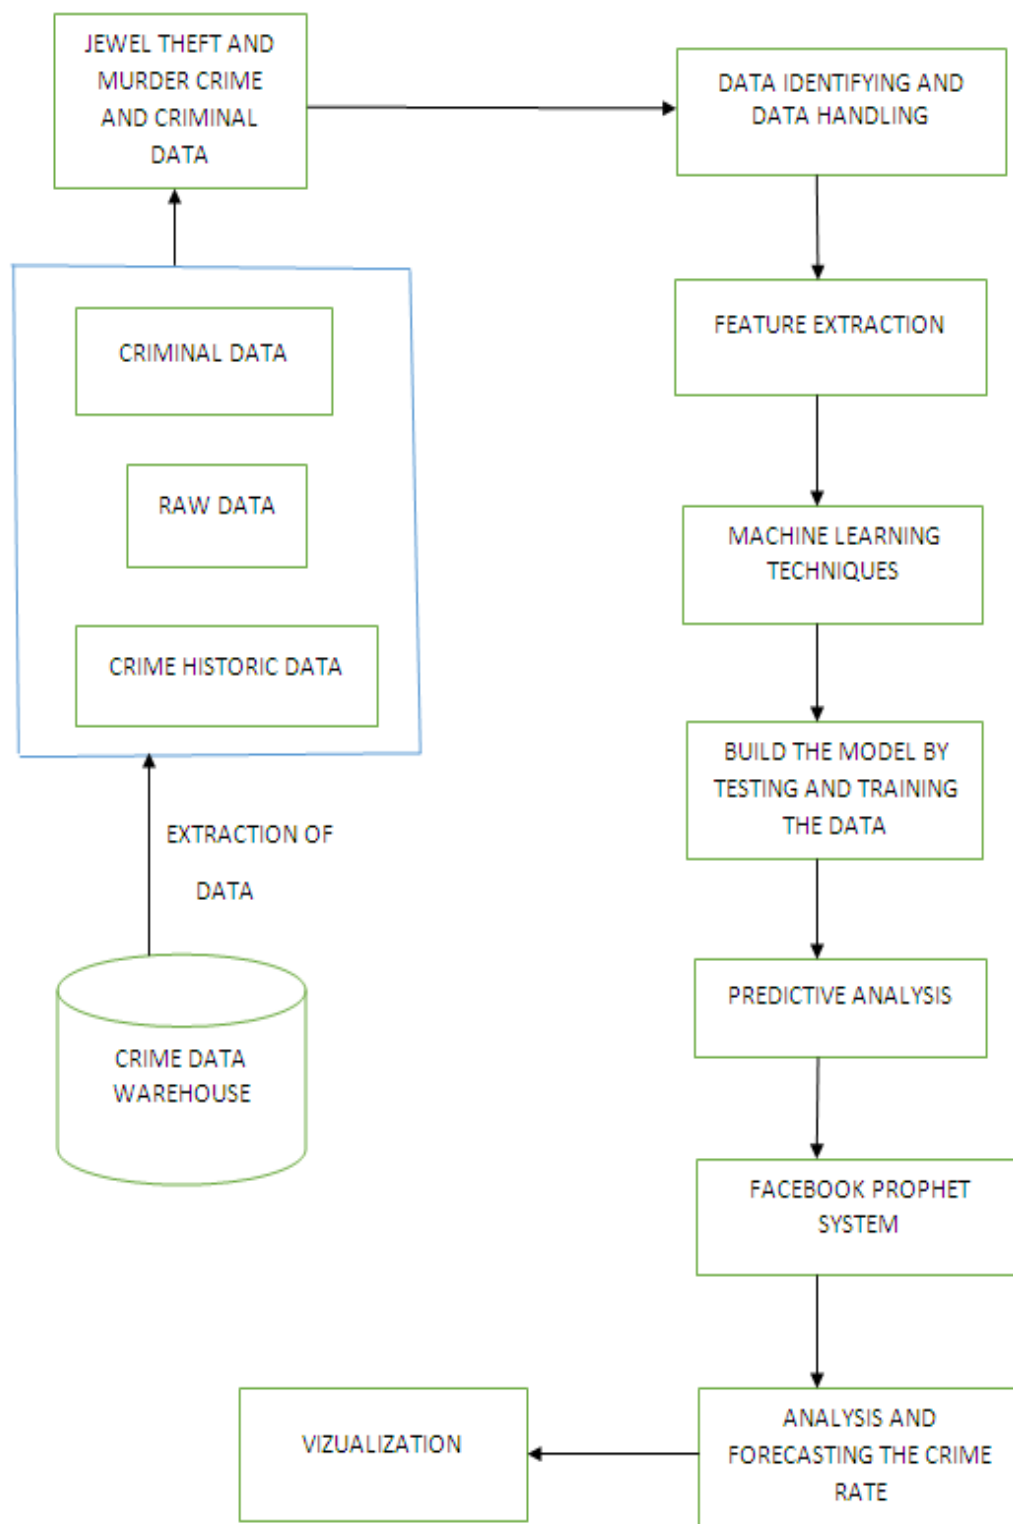 JEWEL THEFT AND
MURDER CRIME
AND CRIMINAL
DATA
DATA IDENTIFYING AND
DATA HANDLING
CRIMINAL DATA
FEATURE EXTRACTION
RAW DATA
MACHINE LEARNING
TECHNIQUES
CRIME HISTORIC DATA
BUILD THE MODEL BY
TESTING AND TRAINING
THE DATA
EXTRACTION OF
DATA
CRIME DATA
WAREHOUSE
PREDICTIVE ANALYSIS
FACEBOOK PROPHET
SYSTEM
ANALYSIS AND
FORECASTING THE CRIME
RATE
VIZUALIZATION